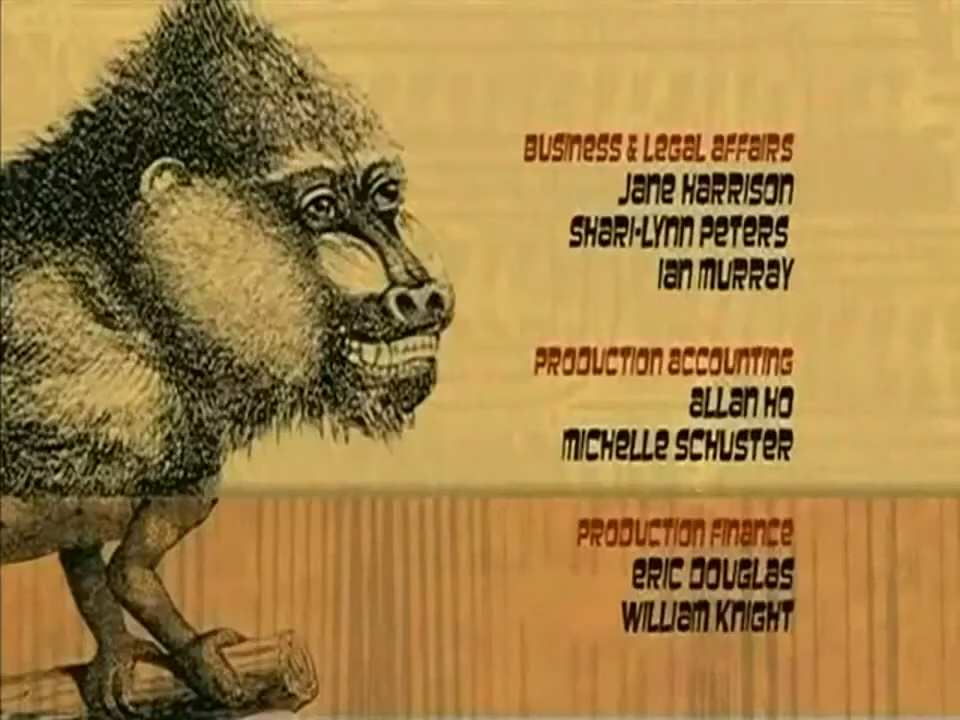 BUSINESS & LEGAL AFFAIRS
JANE HARRISON
SHARI-LYNN PETERS
IAN MURRAY
PRODUCTION ACCOUNTING
ALLAN HO
MICHELLE SCHUSTER
PRODUCTION FINANCE
ERIC DOUGLAS
WILLIAM KNIGHT